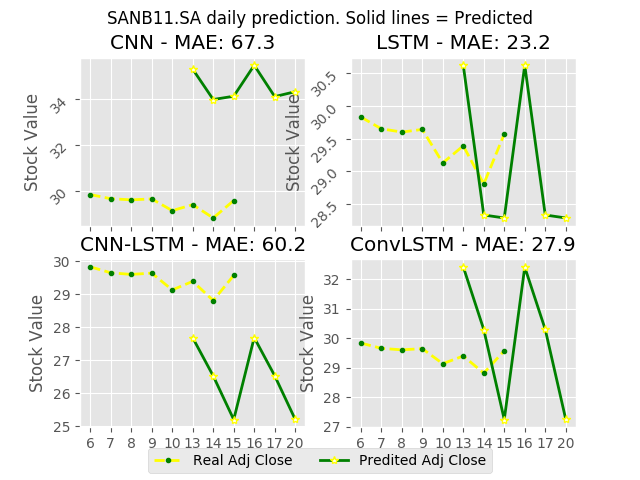 SANB11.SA daily prediction. Solid lines = Predicted
CNN - MAE: 67.3
LSTM - MAE: 23.2
Stock Value
34
32
30
Stock Value
30.5
30.0
29.5
29.0
28.5
CNN-LSTM - MAE: 60.2
ConvLSTM - MAE: 27.9
Stock Value
30
29
28
27
26
25
6 7 8 9 10 13 14 15 16 17 20
Stock Value
32
31
30
29
28
27
6 7 8 9 10 13 14 15 16 17 20
Real Adj Close
Predited Adj Close